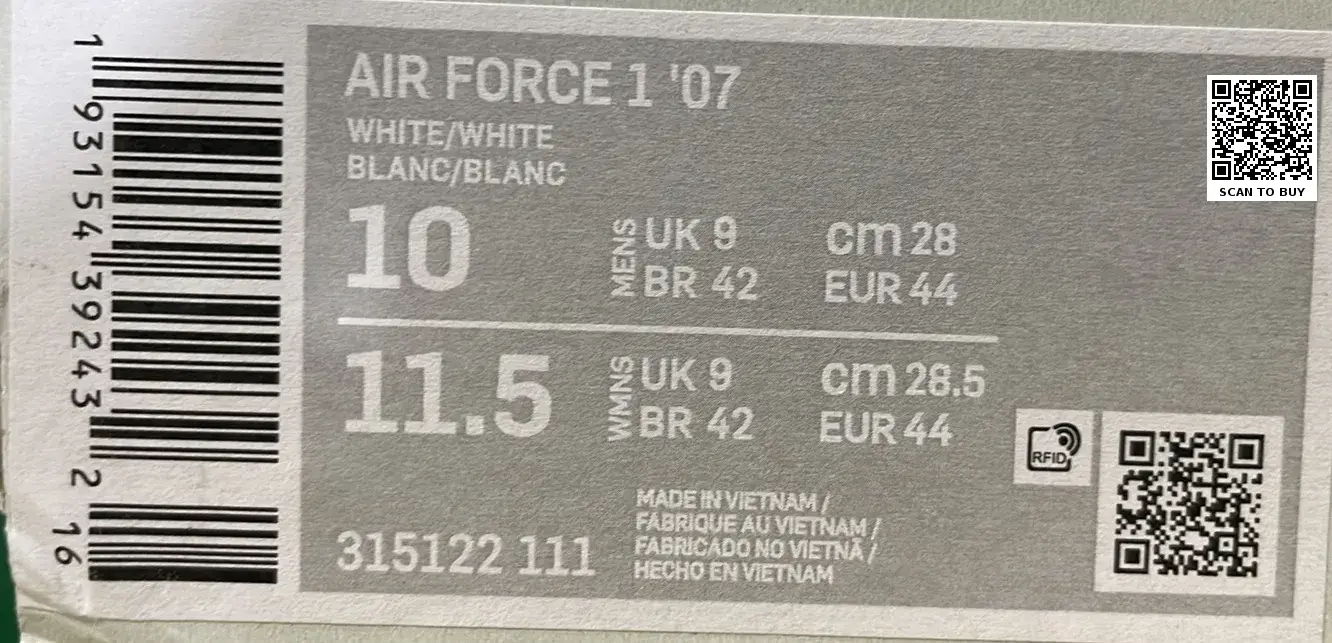 AIR FORCE 1 '07
WHITE/WHITE
BLANC/BLANC
10
MENS
UK 9
cm 28
BR 42
EUR 44
11.5
WMNS
UK 9
cm 28.5
BR 42
EUR 44
315122 111
MADE IN VIETNAM /
FABRIQUE AU VIETNAM /
FABRICADO NO VIETNÃ /
HECHO EN VIETNAM
RFID
SCAN TO BUY
1 93154 39243 2
16